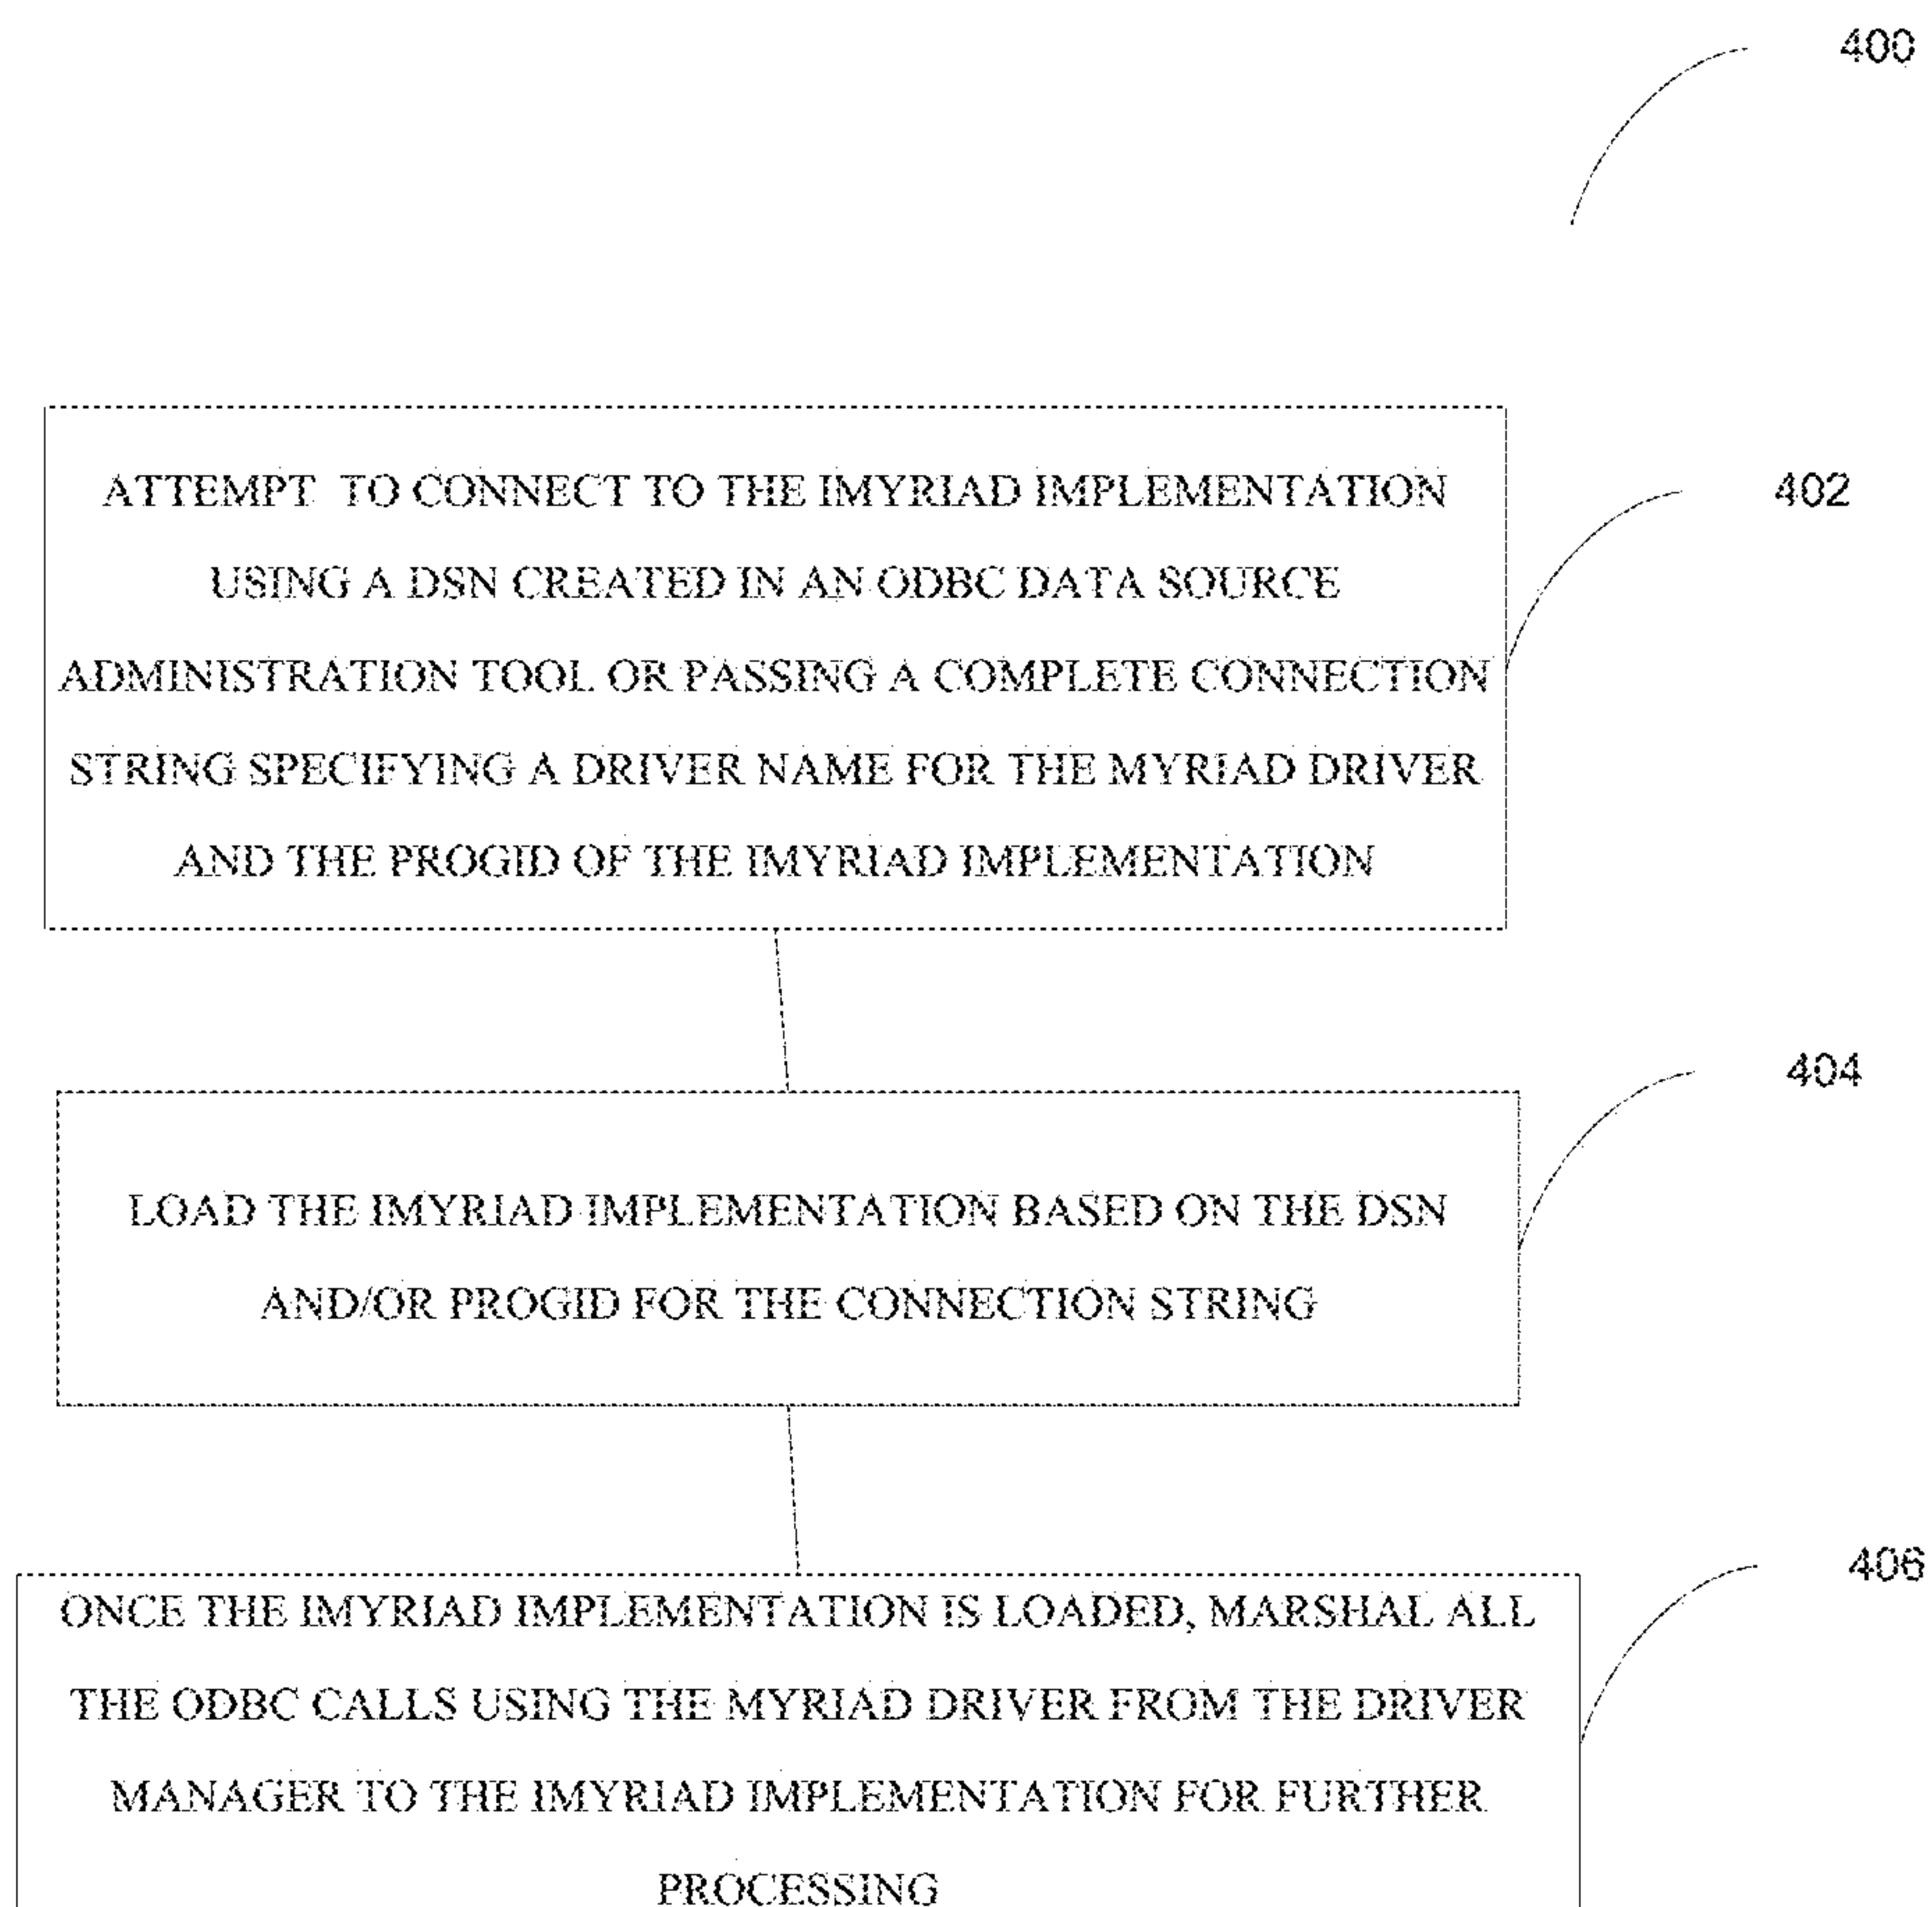 400
ATTEMPT TO CONNECT TO THE IMYRIAD IMPLEMENTATION
402
USING A DSN CREATED IN AN ODBC DATA SOURCE
ADMINISTRATION TOOL OR PASSING A COMPLETE CONNECTION
STRING SPECIFYING A DRIVER NAME FOR THE MYRIAD DRIVER
AND THE PROGID OF THE IMYRIAD IMPLEMENTATION
404
LOAD THE IMYRIAD IMPLEMENTATION BASED ON THE DSN
AND/OR PROGID FOR THE CONNECTION STRING
406
ONCE THE IMYRIAD IMPLEMENTATION IS LOADED, MARSHAL ALL
THE ODBC CALLS USING THE MYRIAD DRIVER FROM THE DRIVER
MANAGER TO THE IMYRIAD IMPLEMENTATION FOR FURTHER
PROCESSING